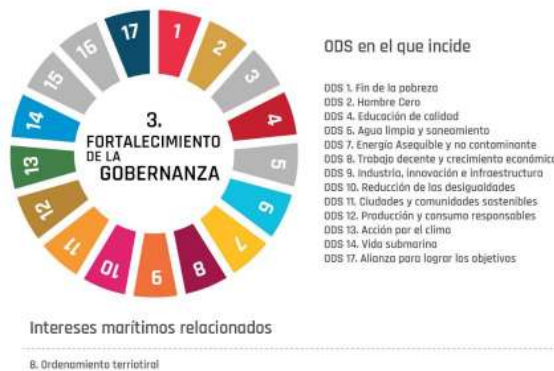 17
1
2
3
4
5
6
7
8
9
10
11
12
13
14
15
16
3.
FORTALECIMIENTO
DE LA
GOBERNANZA
ODS en el que incide
ODS 1. Fin de la pobreza
ODS 2. Hambre Cero
ODS 4. Educación de calidad
ODS 6. Agua limpia y saneamiento
ODS 7. Energía Asequible y no contaminante
ODS 8. Trabajo decente y crecimiento económico
ODS 9. Industria, innovación e infraestructura
ODS 10. Reducción de las desigualdades
ODS 11. Ciudades y comunidades sostenibles
ODS 12. Producción y consumo responsables
ODS 13. Acción por el clima
ODS 14. Vida submarina
ODS 17. Alianza para lograr los objetivos
Intereses marítimos relacionados
8. Ordenamiento terriotiral